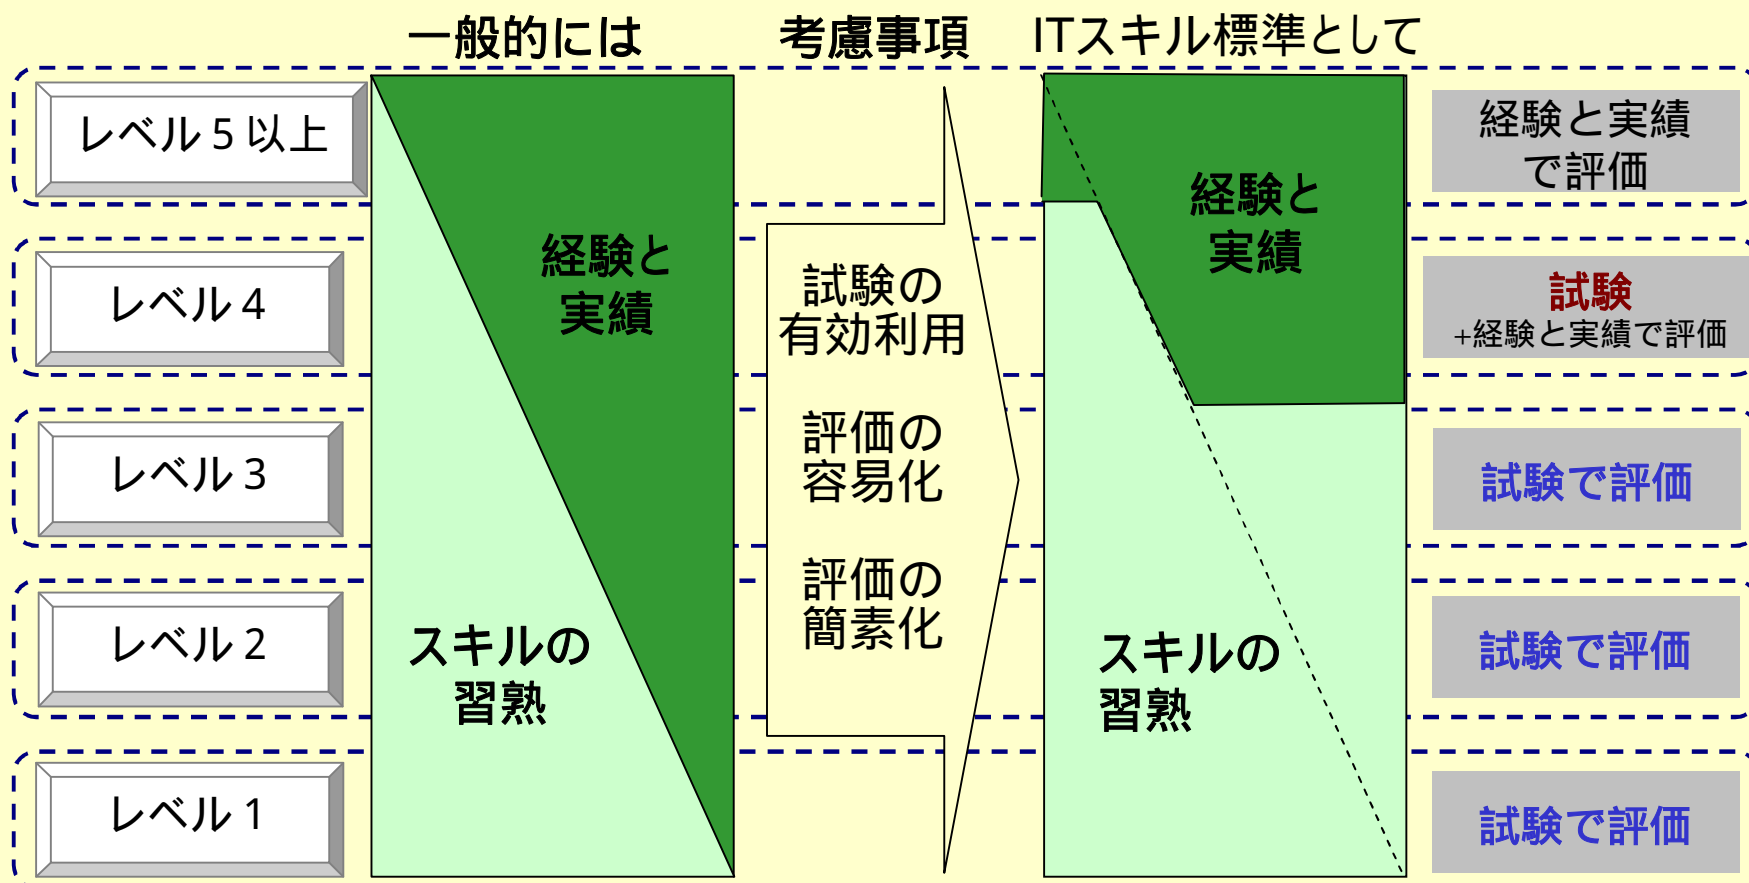 一般的には
考慮事項
ITスキル標準として
レベル５以上
レベル４
レベル３
レベル２
レベル１
経験と
実績
スキルの
習熟
試験の
有効利用
評価の
容易化
評価の
簡素化
経験と
実績
スキルの
習熟
経験と実績
で評価
試験
+経験と実績で評価
試験で評価
試験で評価
試験で評価